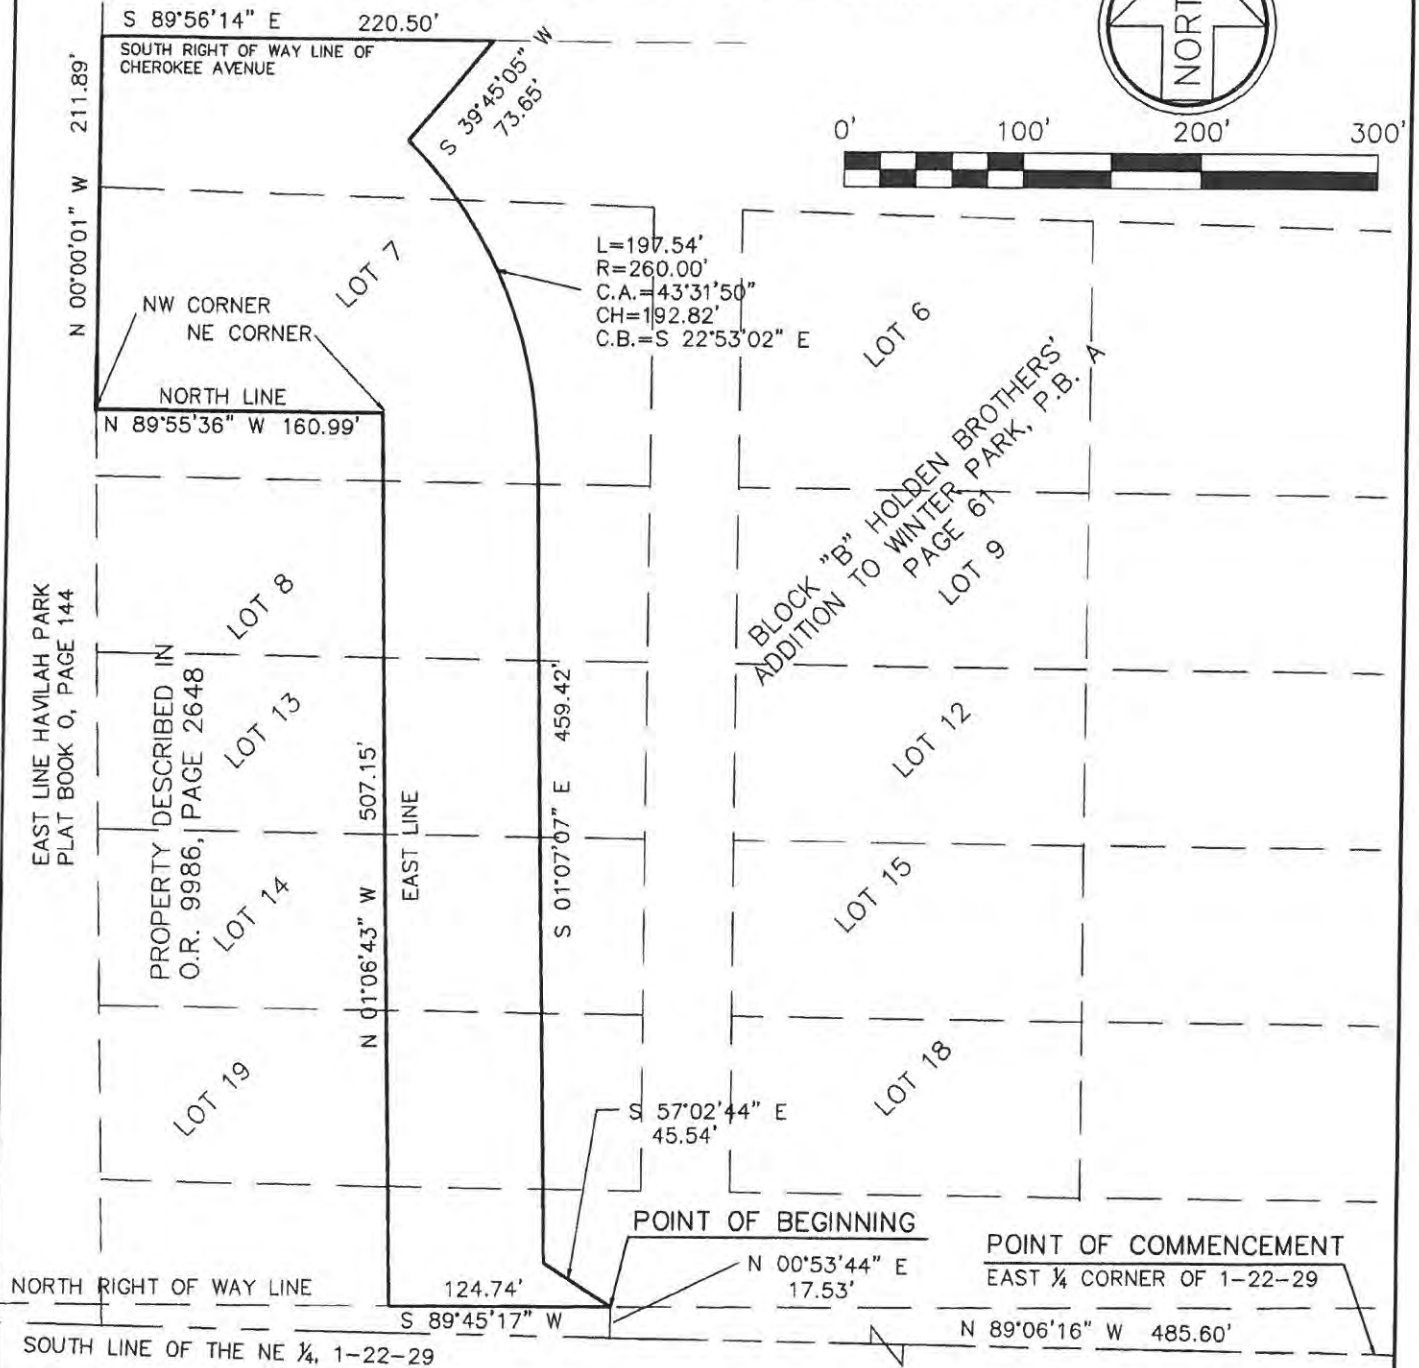 S 89°56'14" E 220.50'
SOUTH RIGHT OF WAY LINE OF
CHEROKEE AVENUE
N 00°00'01" W 211.89'
S 39°45'05" W
73.65'
NORT
0' 100' 200' 300'
L=197.54'
R=260.00'
C.A.=43°31'50"
CH=192.82'
C.B.=S 22°53'02" E
LOT 7
LOT 6
NW CORNER
NE CORNER
NORTH LINE
N 89°55'36" W 160.99'
BLOCK "B" HOLDEN BROTHERS'
ADDITION TO WINTER PARK, P.B. A
PAGE 61
LOT 9
EAST LINE HAVILAH PARK
PLAT BOOK O, PAGE 144
LOT 8
PROPERTY DESCRIBED IN
O.R. 9986, PAGE 2648
LOT 13
LOT 12
N 01°06'43" W 507.15'
EAST LINE
S 01°07'07" E 459.42'
LOT 14
LOT 15
LOT 19
LOT 18
S 57°02'44" E
45.54'
POINT OF BEGINNING
N 00°53'44" E
17.53'
POINT OF COMMENCEMENT
EAST ¼ CORNER OF 1-22-29
NORTH RIGHT OF WAY LINE
124.74'
S 89°45'17" W
N 89°06'16" W 485.60'
SOUTH LINE OF THE NE ¼, 1-22-29